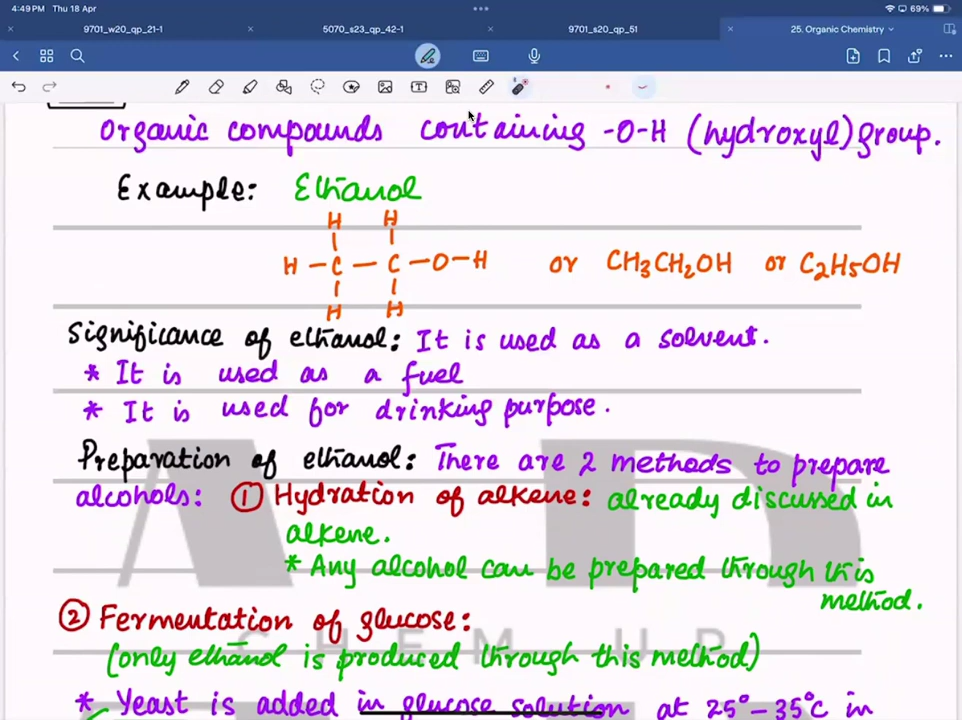 4:49 PM Thu 18 Apr
69%
9701_w20_qp_21-1
5070_s23_qp_42-1
9701_s20_qp_51
25. Organic Chemistry
Organic compounds containing -O-H (hydroxyl) group.
Example: Ethanol
H H
H - C - C - O - H or CH3CH2OH or C2H5OH
H H
Significance of ethanol: It is used as a solvent.
* It is used as a fuel
* It is used for drinking purpose.
Preparation of ethanol: There are 2 methods to prepare
alcohols: ① Hydration of alkene: already discussed in
alkene.
* Any alcohol can be prepared through this
method.
② Fermentation of glucose:
(only ethanol is produced through this method)
* Yeast is added in glucose solution at 25° - 35°c in
CHEM UP